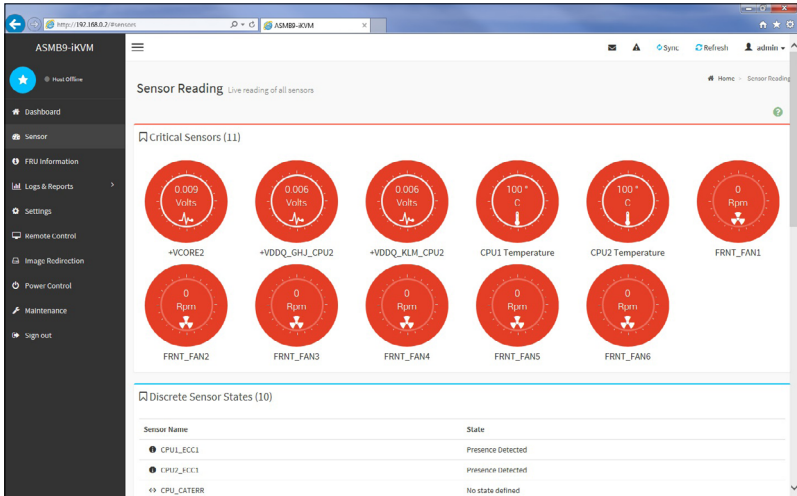 http://192.168.0.2/#sensors
ASMB9-iKVM
ASMB9-iKVM
Sync
Refresh
admin
Host Offline
Sensor Reading Live reading of all sensors
Home
Sensor Reading
Dashboard
Sensor
FRU Information
Logs & Reports
Settings
Remote Control
Image Redirection
Power Control
Maintenance
Sign out
Critical Sensors (11)
0.009 Volts
0.006 Volts
0.006 Volts
100 ° C
100 ° C
0 Rpm
+VCORE2
+VDDQ_GHJ_CPU2
+VDDQ_KLM_CPU2
CPU1 Temperature
CPU2 Temperature
FRNT_FAN1
0 Rpm
0 Rpm
0 Rpm
0 Rpm
0 Rpm
FRNT_FAN2
FRNT_FAN3
FRNT_FAN4
FRNT_FAN5
FRNT_FAN6
Discrete Sensor States (10)
Sensor Name State
CPU1_ECC1 Presence Detected
CPU2_ECC1 Presence Detected
CPU_CATERR No state defined